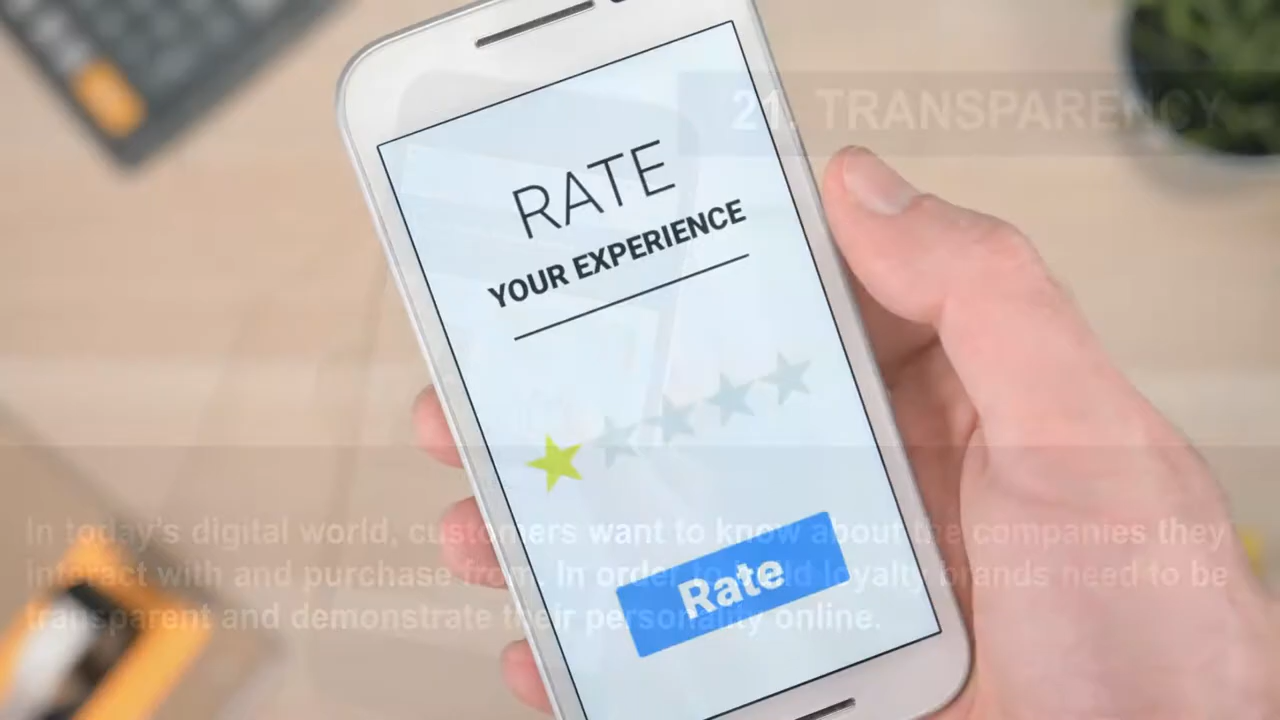 21. TRANSPARENCY
RATE
YOUR EXPERIENCE
In today's digital world, customers want to know about the companies they
interact with and purchase from. In order to build loyalty brands need to be
transparent and demonstrate their personality online.
Rate